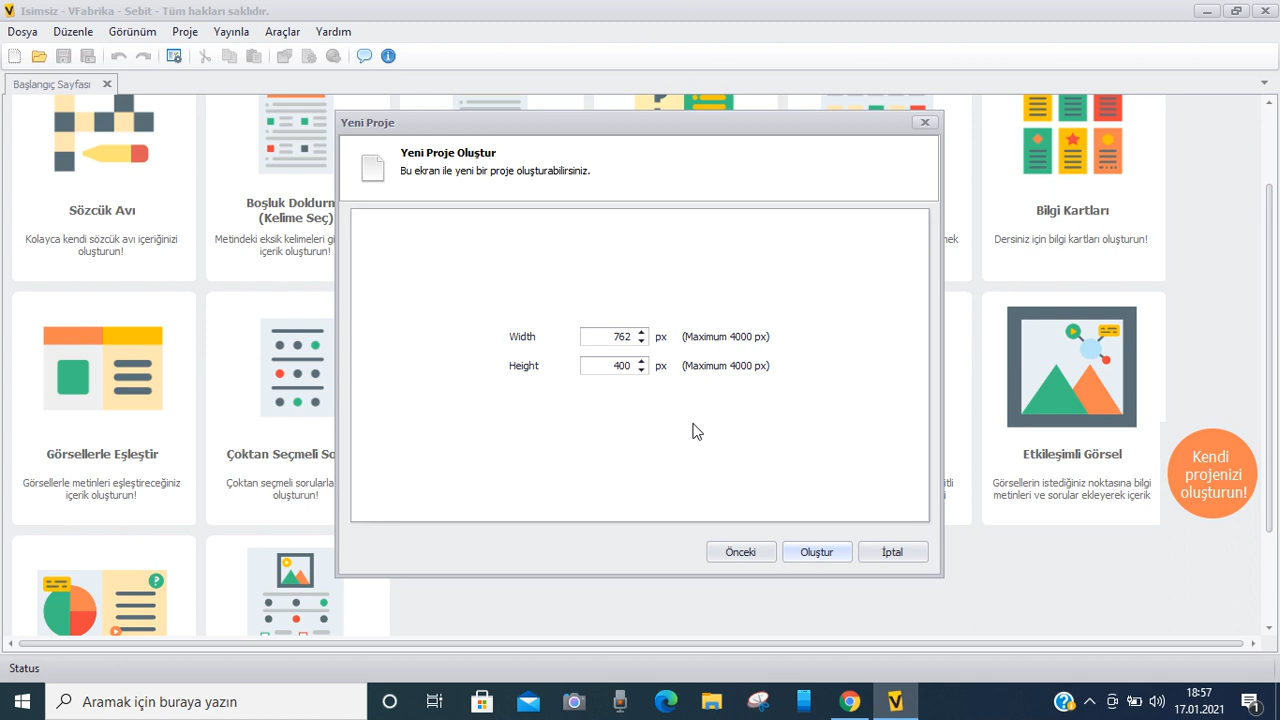 Isimsiz - VFabrika - Sebit - Tüm hakları saklıdır.
Dosya Düzenle Görünüm Proje Yayınla Araçlar Yardım
Başlangıç Sayfası
Yeni Proje
Yeni Proje Oluştur
Bu ekran ile yeni bir proje oluşturabilirsiniz.
Width 762 px (Maximum 4000 px)
Height 400 px (Maximum 4000 px)
Önceki Oluştur İptal
Sözcük Avı
Kolayca kendi sözcük avı içeriğinizi
oluşturun!
Boşluk
(Kelime Seç)
Metindeki eksik kelimeleri
içerik oluşturun!
Bilgi Kartları
Dersiniz için bilgi kartları oluşturun!
Görsellerle Eşleştir
Görsellerle metinleri eşleştireceğiniz
içerik oluşturun!
Çoktan Seçmeli
Çoktan seçmeli sorularla
oluşturun!
Etkileşimli Görsel
Görsellerin istediğiniz noktasına bilgi
metinleri ve sorular ekleyerek içerik
Kendi
projenizi
oluşturun!
Status
Aramak için buraya yazın
18:57
17.01.2021
1